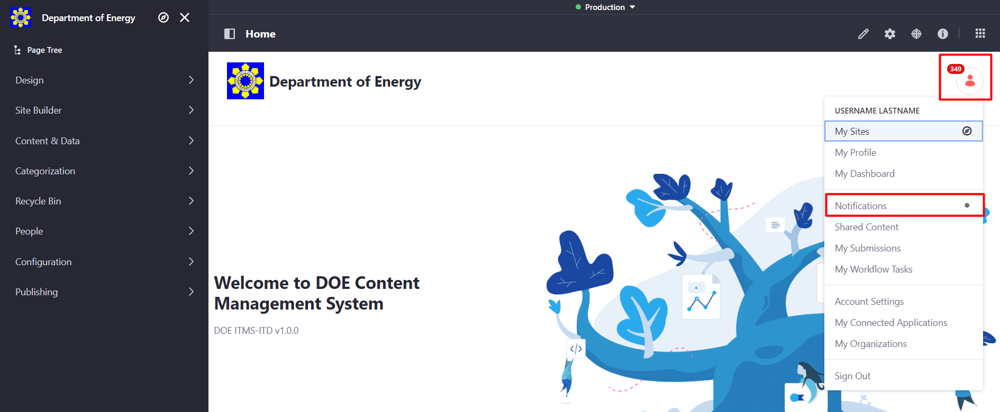 Department of Energy
Page Tree
Design
Site Builder
Content & Data
Categorization
Recycle Bin
People
Configuration
Publishing
Production
Home
Department of Energy
349
USERNAME LASTNAME
My Sites
My Profile
My Dashboard
Notifications
Shared Content
My Submissions
My Workflow Tasks
Account Settings
My Connected Applications
My Organizations
Sign Out
Welcome to DOE Content
Management System
DOE ITMS-ITD v1.0.0
</>